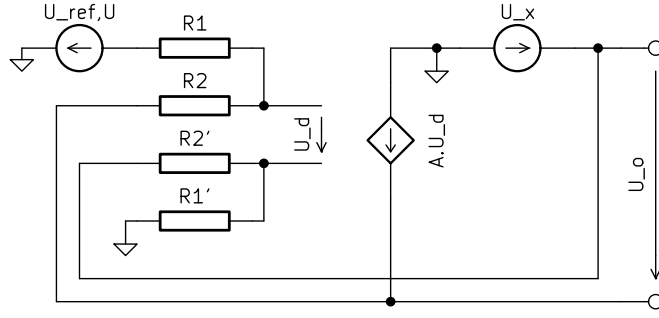 U_ref,U
R1
U_x
R2
U_d
A.U_d
R2'
U_o
R1'